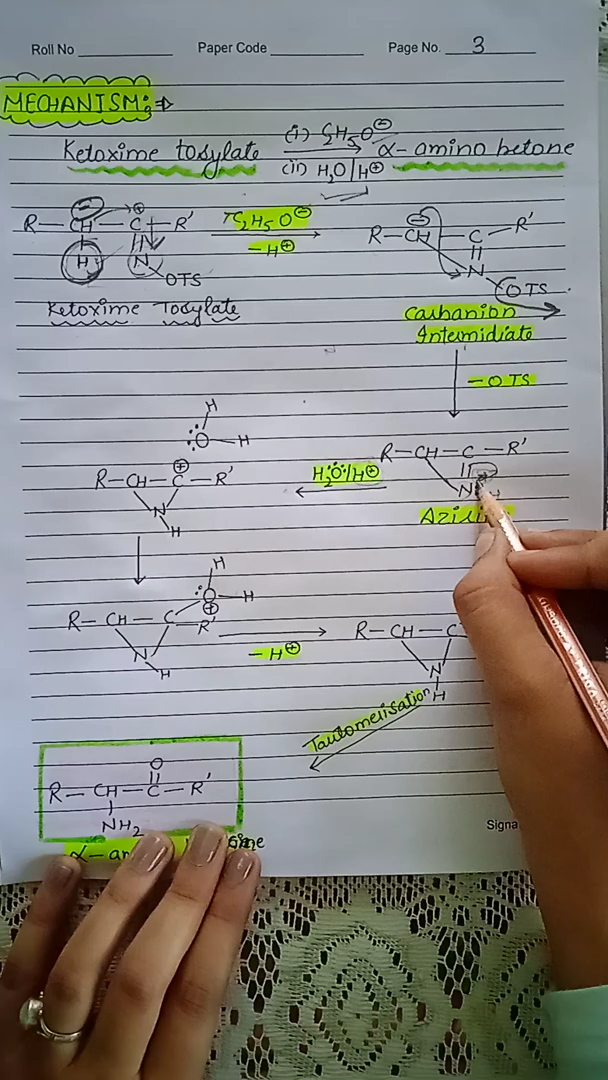 Roll No Paper Code Page No. 3
MECHANISM:⇒
Ketoxime tosylate (i) C2H5O⊖ (ii) H2O/H⊕ α-amino ketone
R—CH—C—R' ⊕ H N OTS
C2H5O⊖
-H⊕
R—⊖CH—C—R' N OTS
Ketoxime Tosylate
Carbanion
Intermidiate
-OTS
H
:O—H
R—CH—C—R' N
H2O/H⊕
R—CH—C⊕—R'
N
H
H
:O⊕—H
R—CH—C—R'
N
H
-H⊕
R—CH—C
N
H
Tautomerisation
O
R—CH—C—R'
NH2
Signa